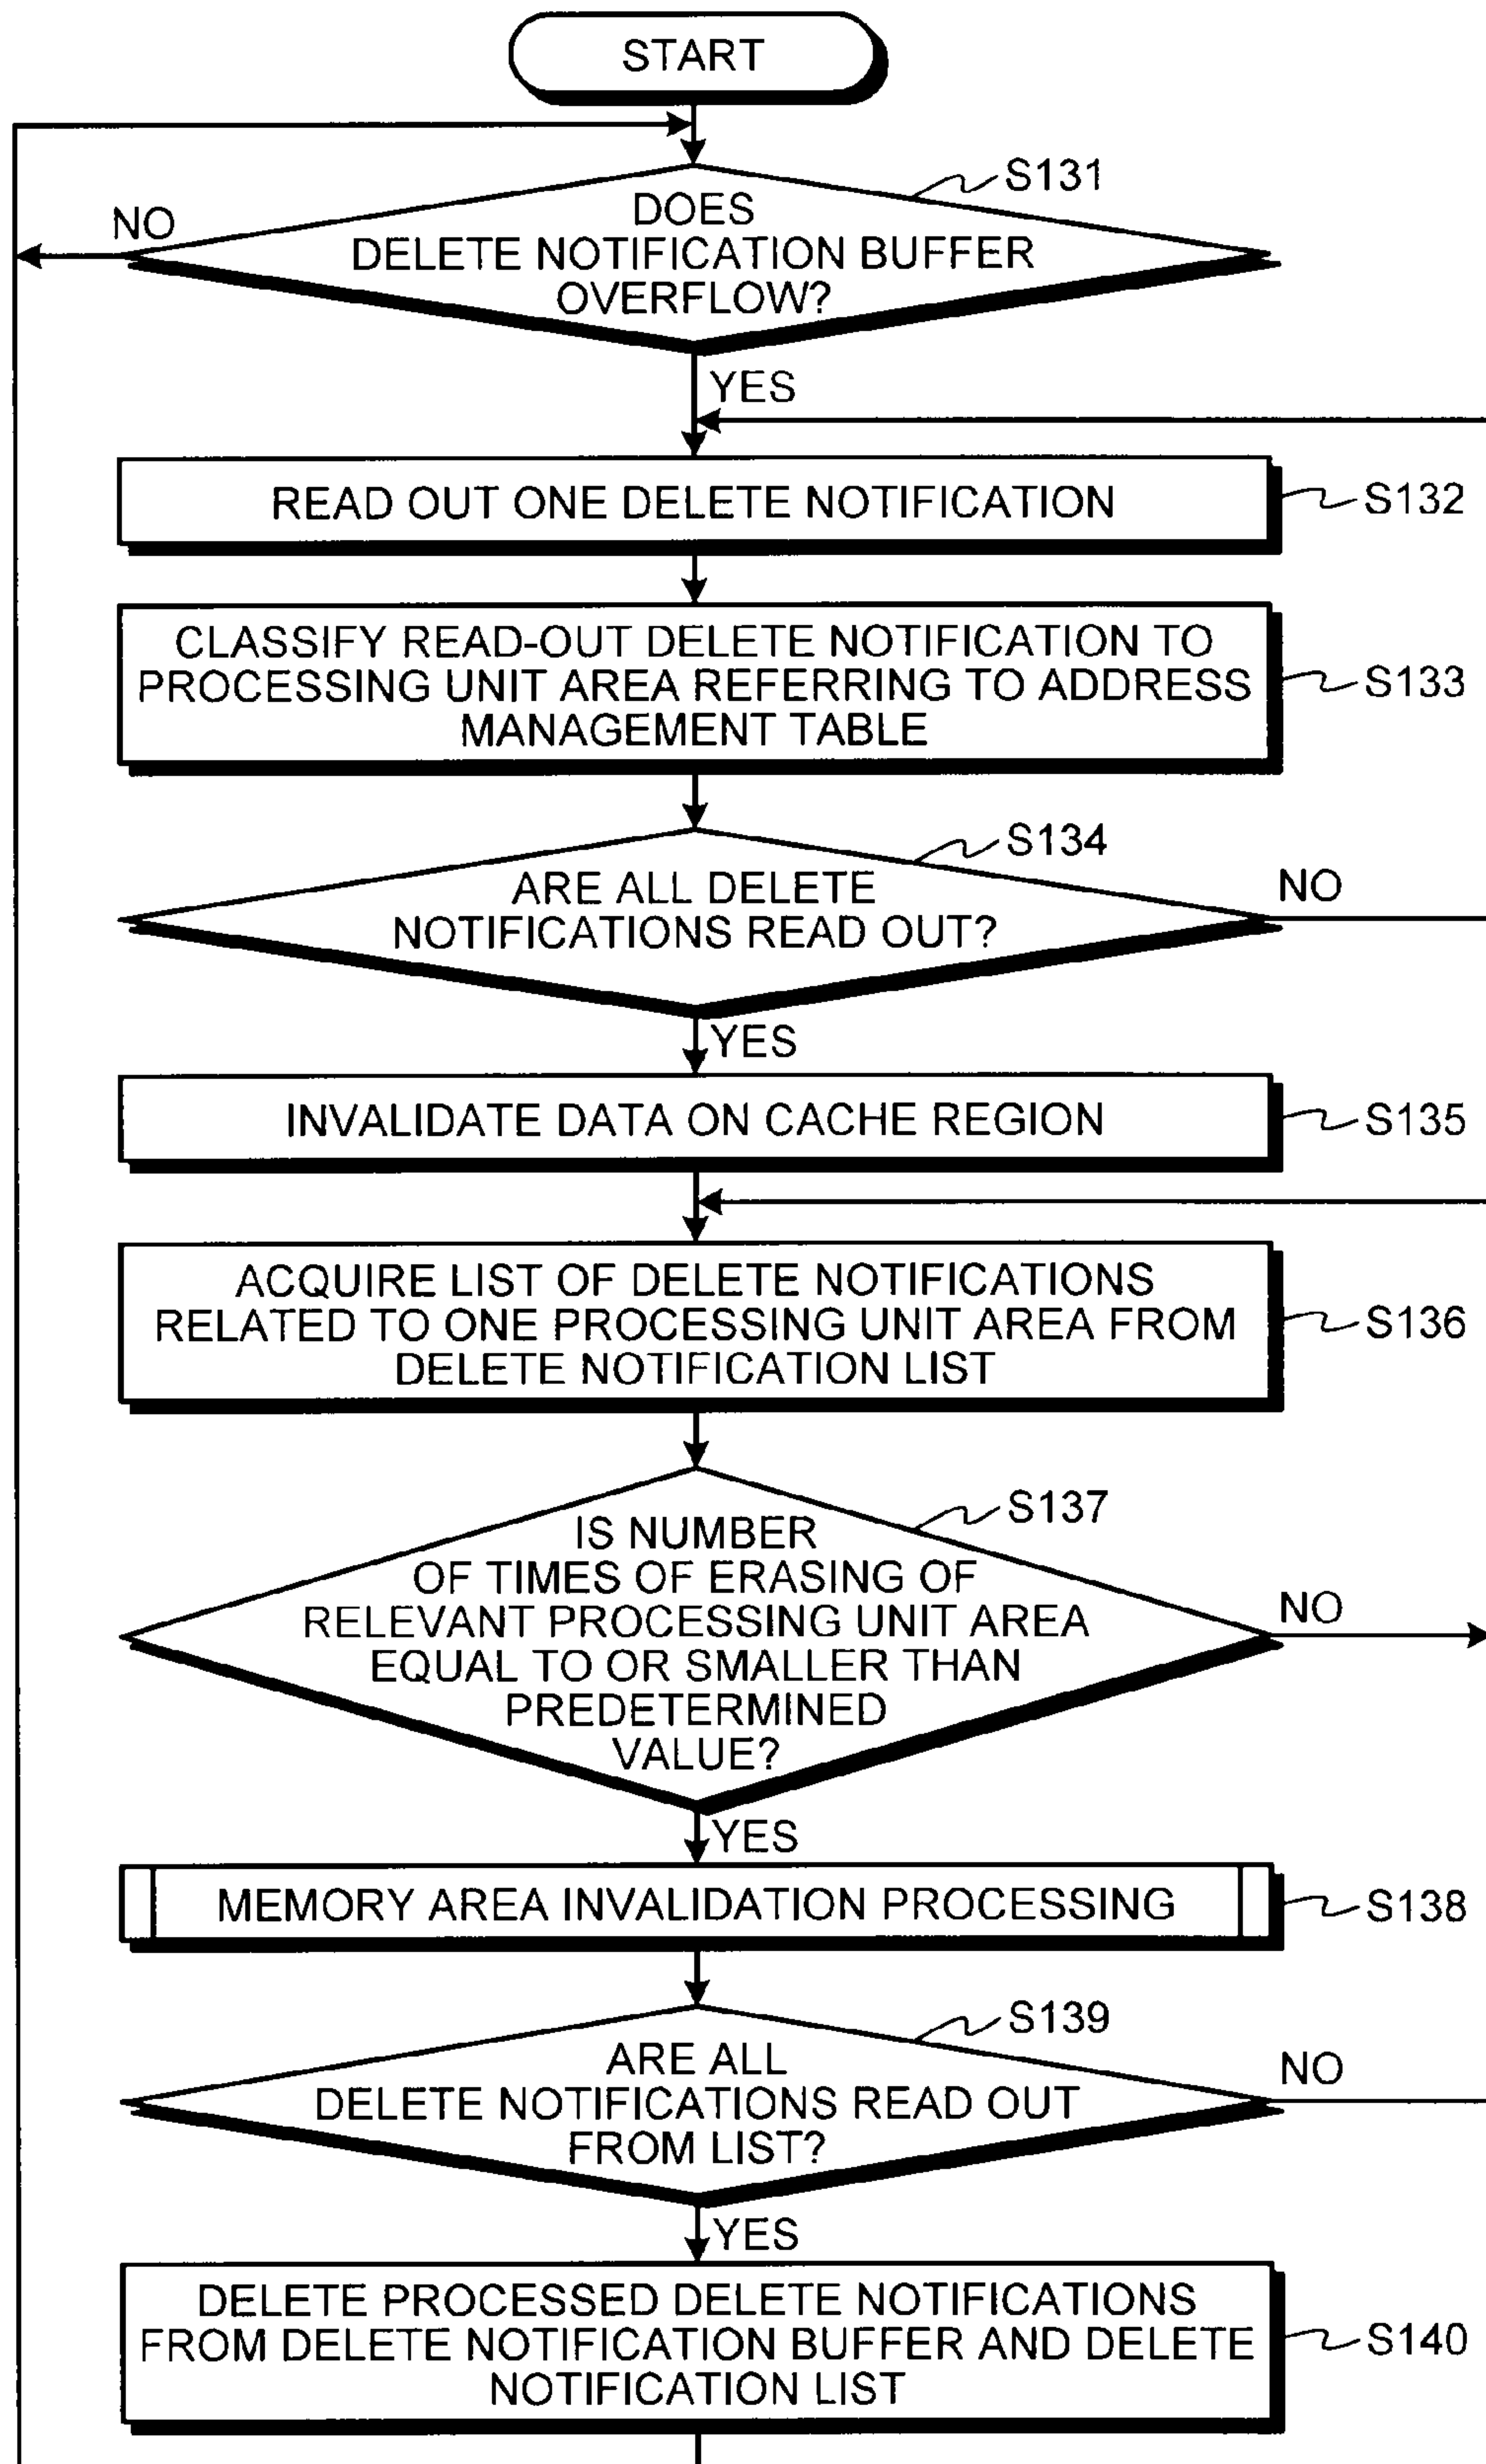 START
S131
NO
DOES
DELETE NOTIFICATION BUFFER
OVERFLOW?
YES
READ OUT ONE DELETE NOTIFICATION
S132
CLASSIFY READ-OUT DELETE NOTIFICATION TO
PROCESSING UNIT AREA REFERRING TO ADDRESS
MANAGEMENT TABLE
S133
S134
ARE ALL DELETE
NOTIFICATIONS READ OUT?
NO
YES
INVALIDATE DATA ON CACHE REGION
S135
ACQUIRE LIST OF DELETE NOTIFICATIONS
RELATED TO ONE PROCESSING UNIT AREA FROM
DELETE NOTIFICATION LIST
S136
S137
IS NUMBER
OF TIMES OF ERASING OF
RELEVANT PROCESSING UNIT AREA
EQUAL TO OR SMALLER THAN
PREDETERMINED
VALUE?
NO
YES
MEMORY AREA INVALIDATION PROCESSING
S138
S139
ARE ALL
DELETE NOTIFICATIONS READ OUT
FROM LIST?
NO
YES
DELETE PROCESSED DELETE NOTIFICATIONS
FROM DELETE NOTIFICATION BUFFER AND DELETE
NOTIFICATION LIST
S140